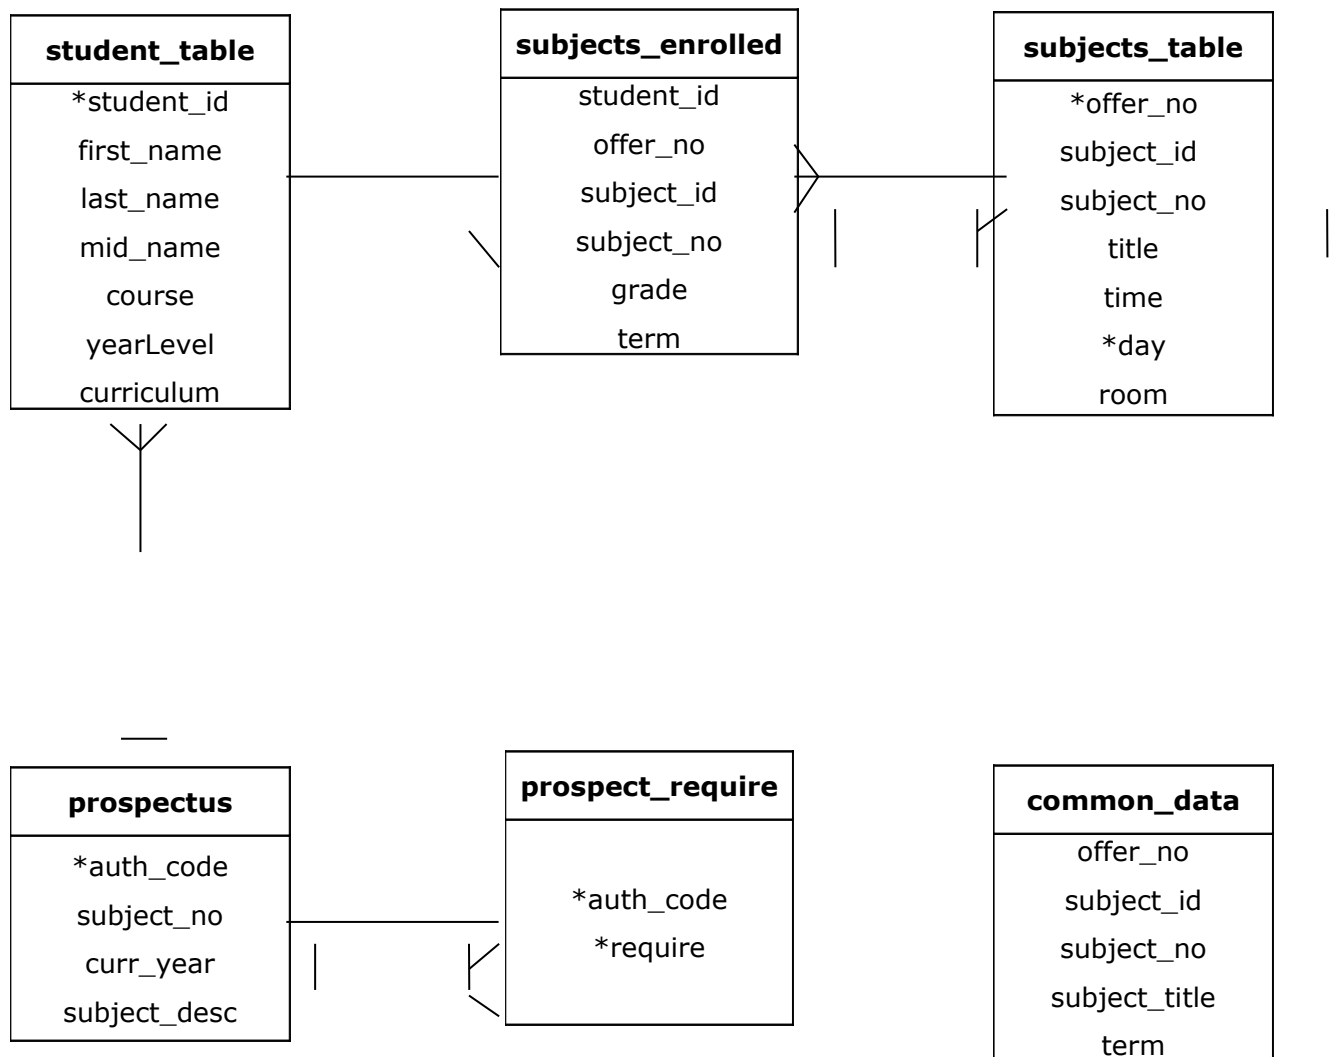 student_table
*student_id
first_name
last_name
mid_name
course
yearLevel
curriculum
subjects_enrolled
student_id
offer_no
subject_id
subject_no
grade
term
subjects_table
*offer_no
subject_id
subject_no
title
time
*day
room
prospectus
*auth_code
subject_no
curr_year
subject_desc
prospect_require
*auth_code
*require
common_data
offer_no
subject_id
subject_no
subject_title
term